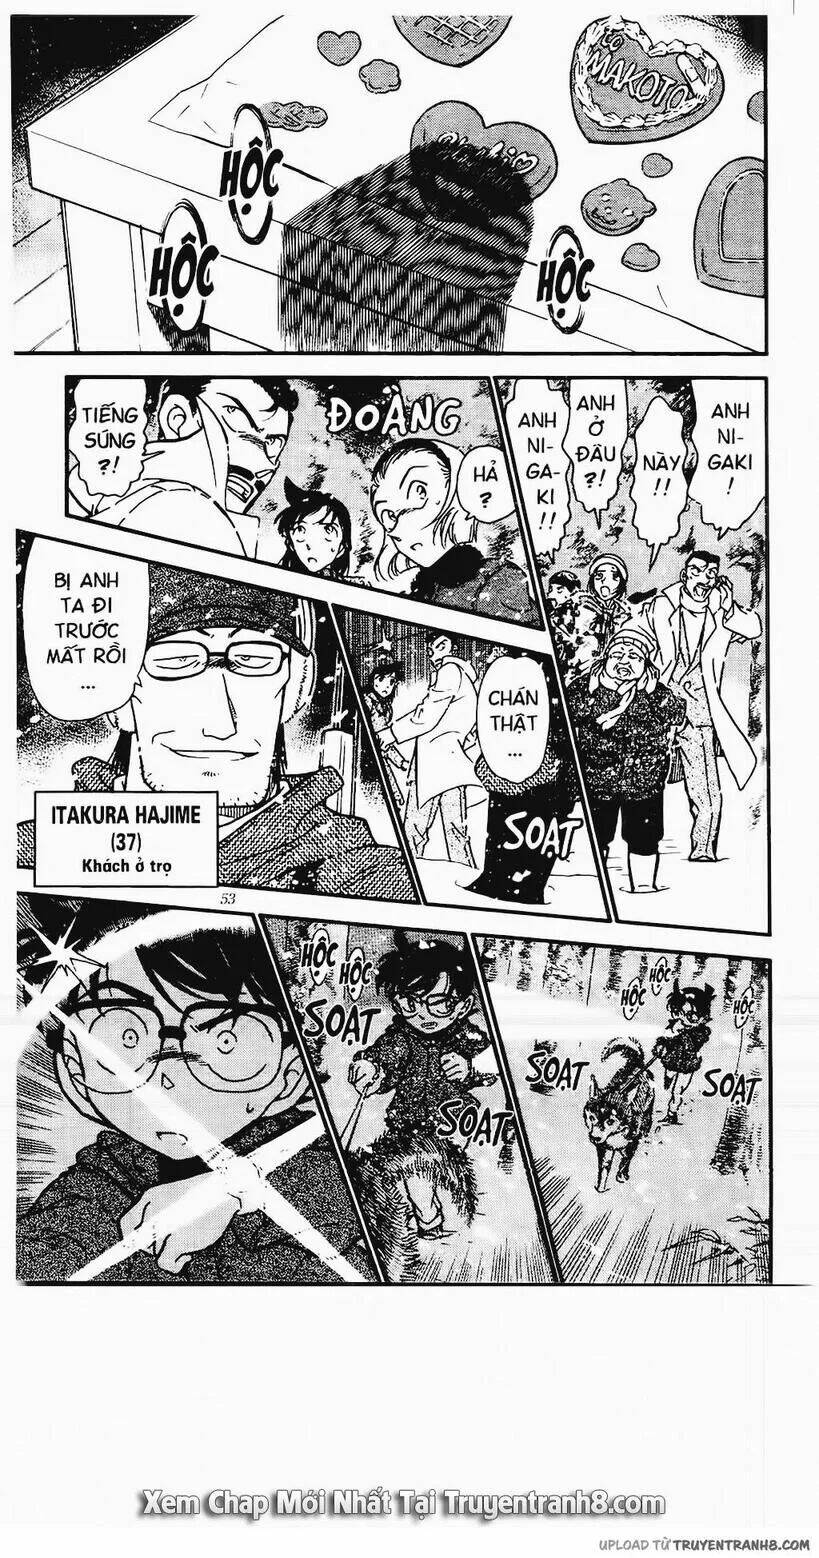 TO
MAKOTO
HỘC
HỘC
HỘC
ANH
NI-
GAKI!
NÀY
!!
ANH
Ở
ĐÂU
?!
ANH
NI-
GA-
KI
!!
HẢ
?
ĐOÀNG
TIẾNG
SÚNG
?!
CHÁN
THẬT
...
SOẠT
BỊ ANH
TA ĐI
TRƯỚC
MẤT RỒI
...
ITAKURA HAJIME
(37)
Khách ở trọ
53
HỘC
HỘC
HỘC
SOẠT
SOẠT
HỘC
HỘC
SOẠT
SOẠT
Xem Chap Mới Nhất Tại Truyentranh8.com
UPLOAD TỪ TRUYENTRANH8.COM